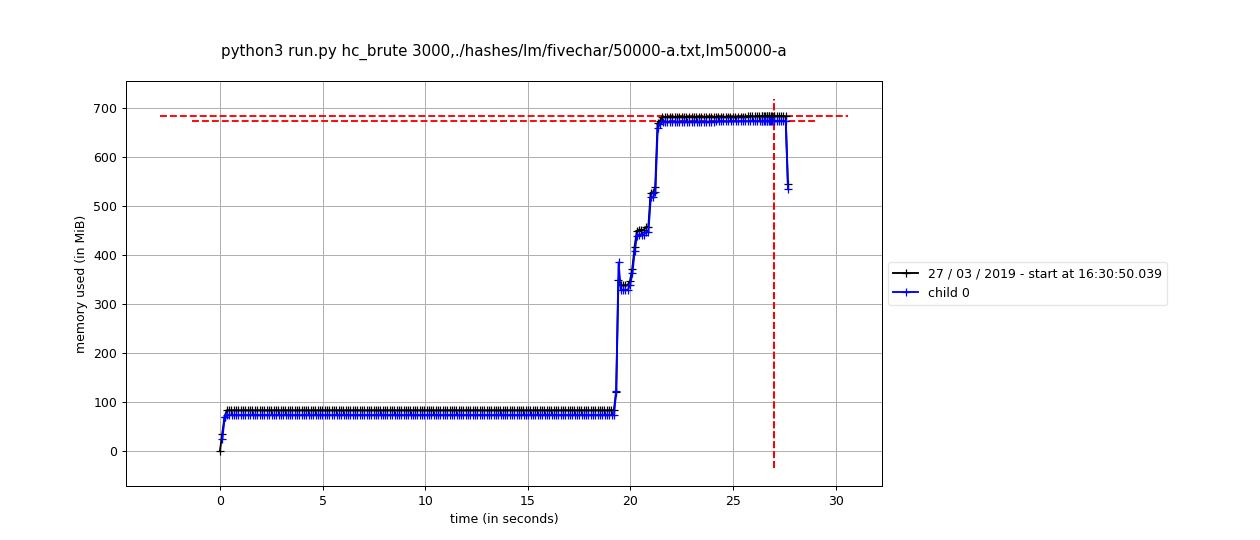 python3 run.py hc_brute 3000,./hashes/lm/fivechar/50000-a.txt,lm50000-a
700
600
500
400
300
200
100
0
memory used (in MiB)
0 5 10 15 20 25 30
time (in seconds)
27 / 03 / 2019 - start at 16:30:50.039
child 0